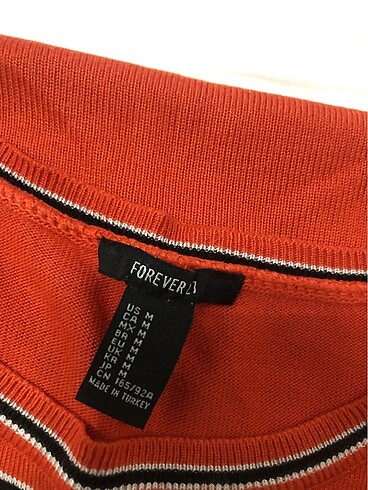 FOREVER 21
US M
CA M
MX M
BR M
EU M
UK M
KR M
JP M
CN 165/92A
MADE IN TURKEY